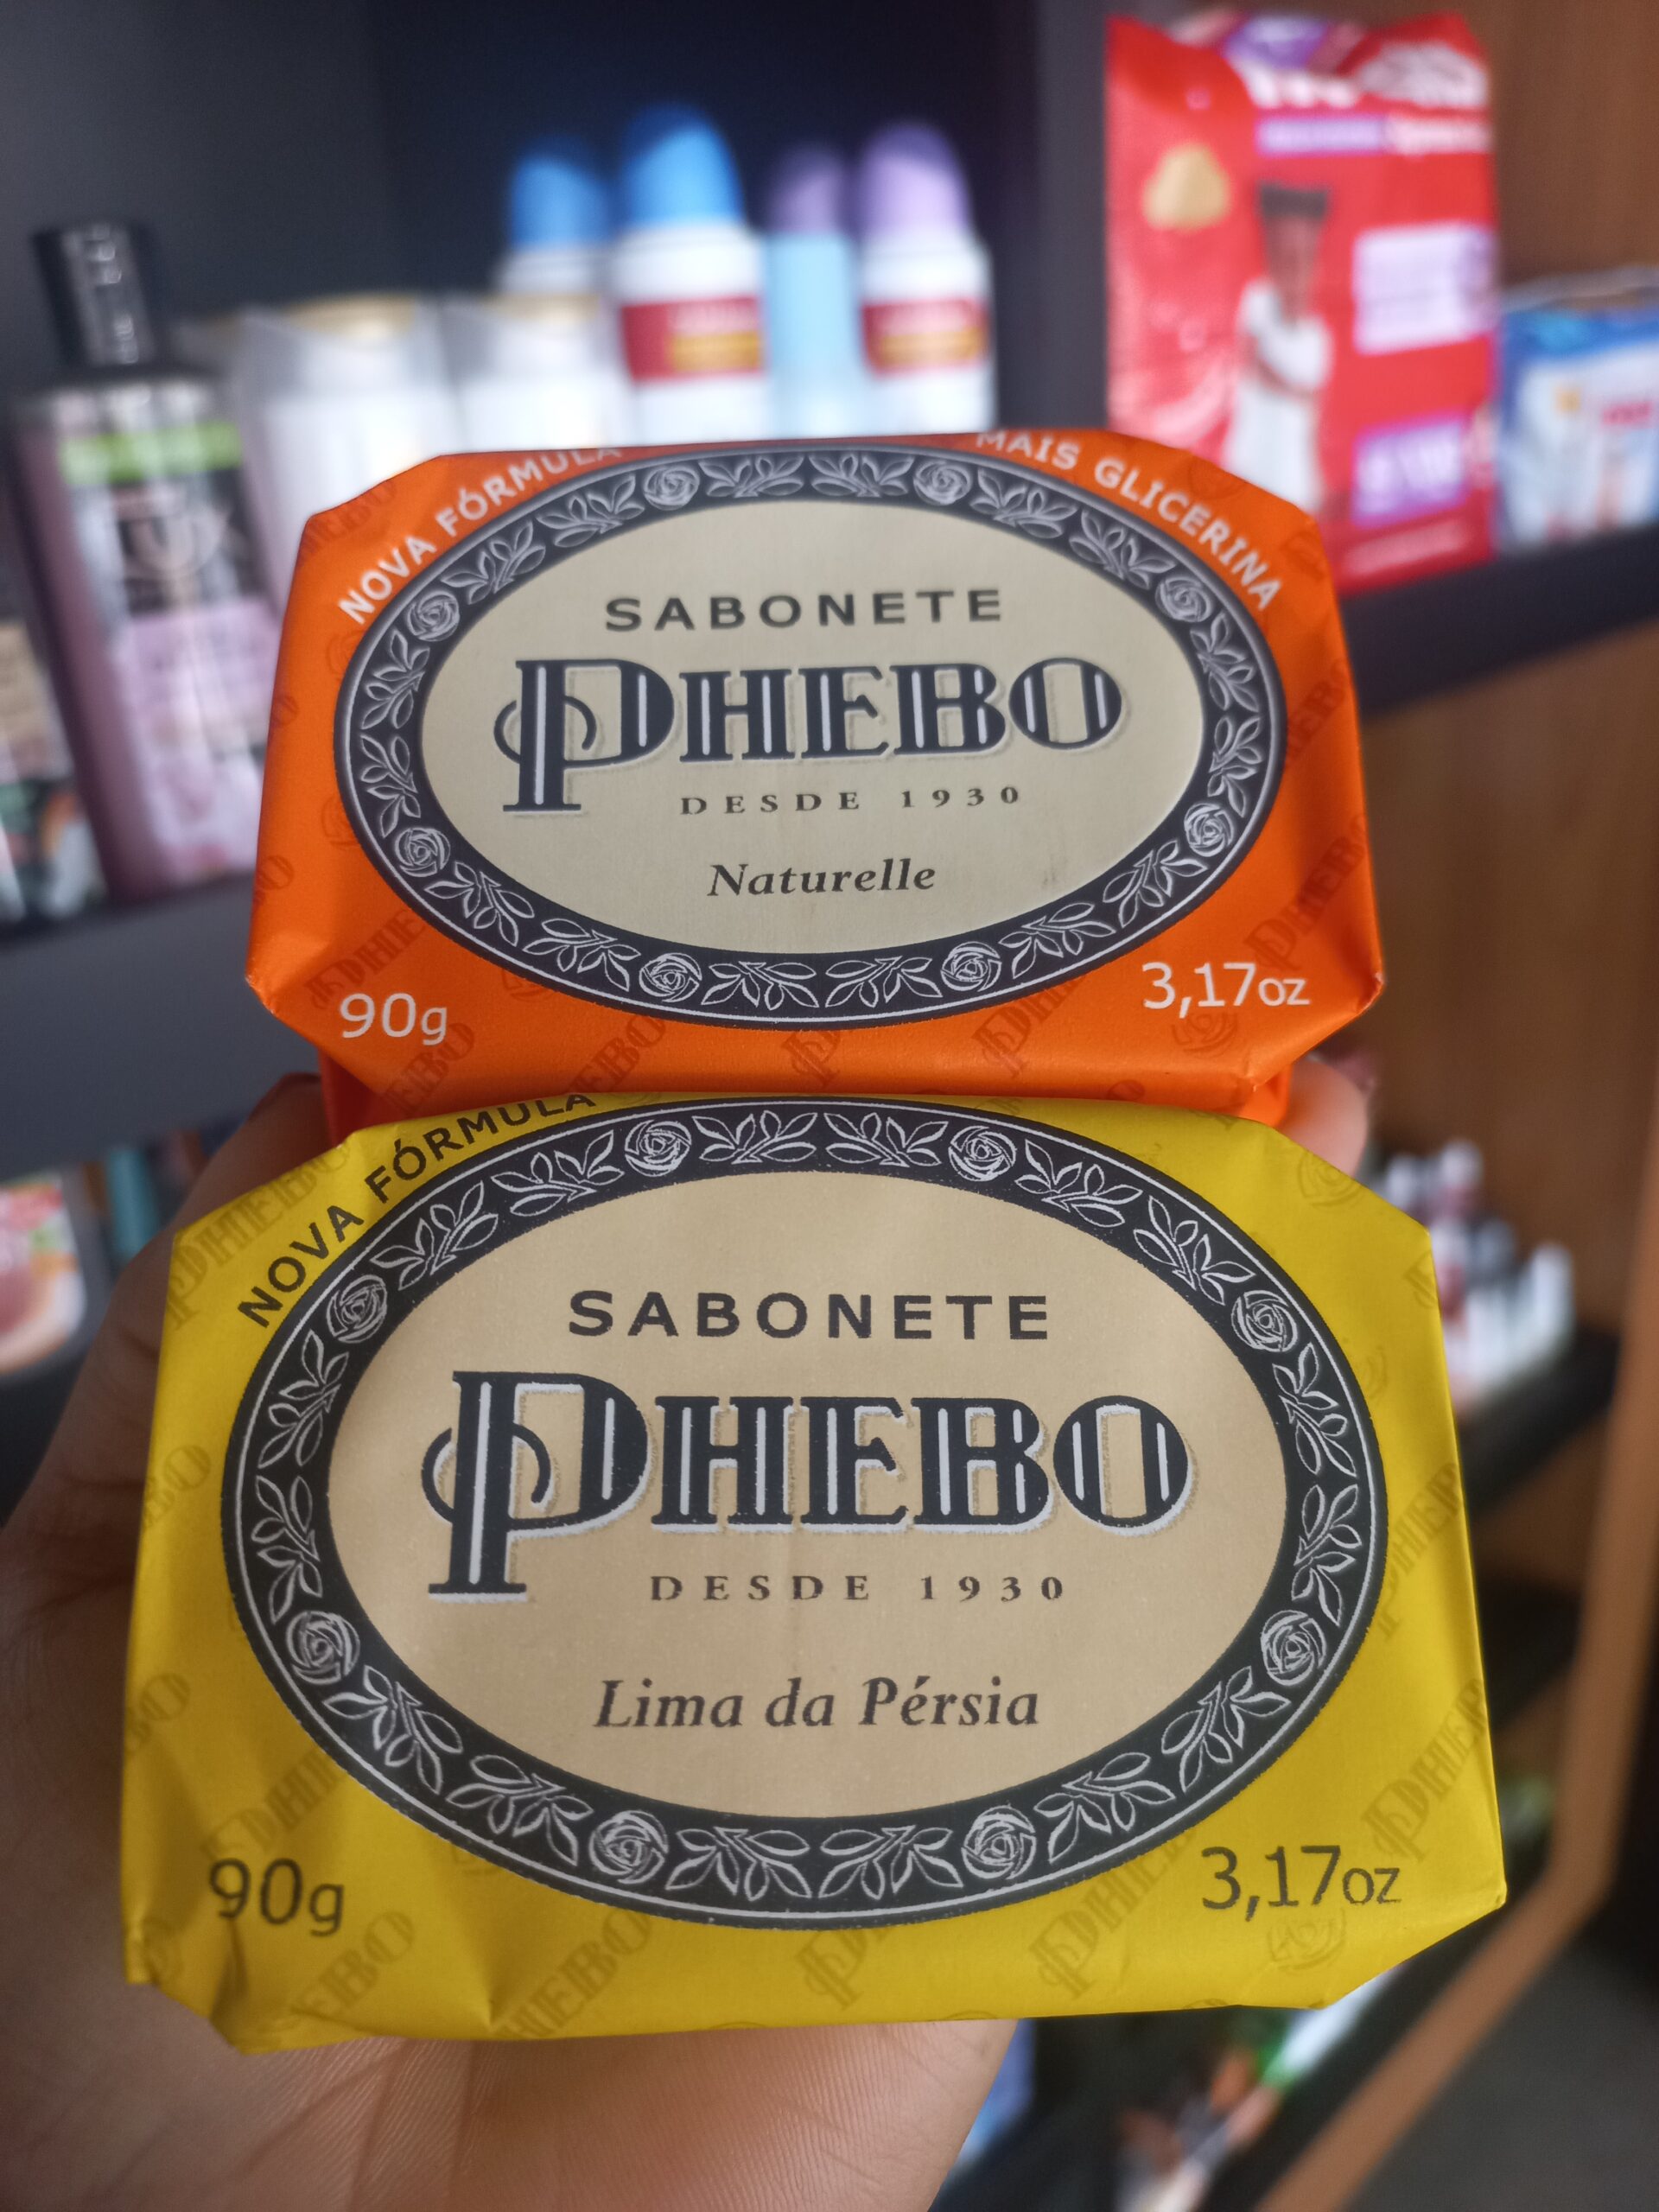 NOVA FÓRMULA
MAIS GLICERINA
SABONETE
PHEBO
DESDE 1930
Naturelle
90g
3,17oz
NOVA FÓRMULA
SABONETE
PHEBO
DESDE 1930
Lima da Pérsia
90g
3,17oz